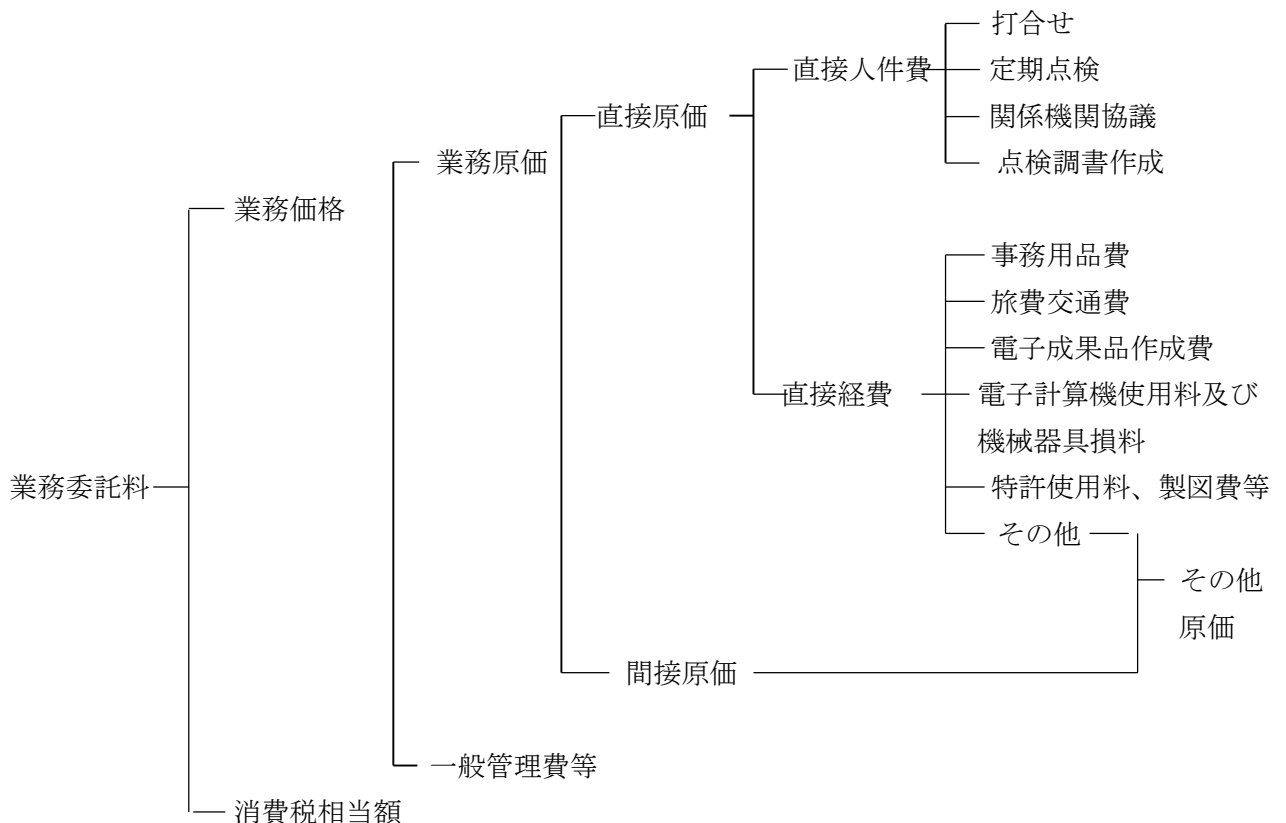 打合せ
直接人件費
定期点検
直接原価
関係機関協議
業務原価
点検調書作成
業務価格
事務用品費
旅費交通費
電子成果品作成費
直接経費
電子計算機使用料及び
機械器具損料
業務委託料
特許使用料、製図費等
その他
その他
原価
間接原価
一般管理費等
消費税相当額